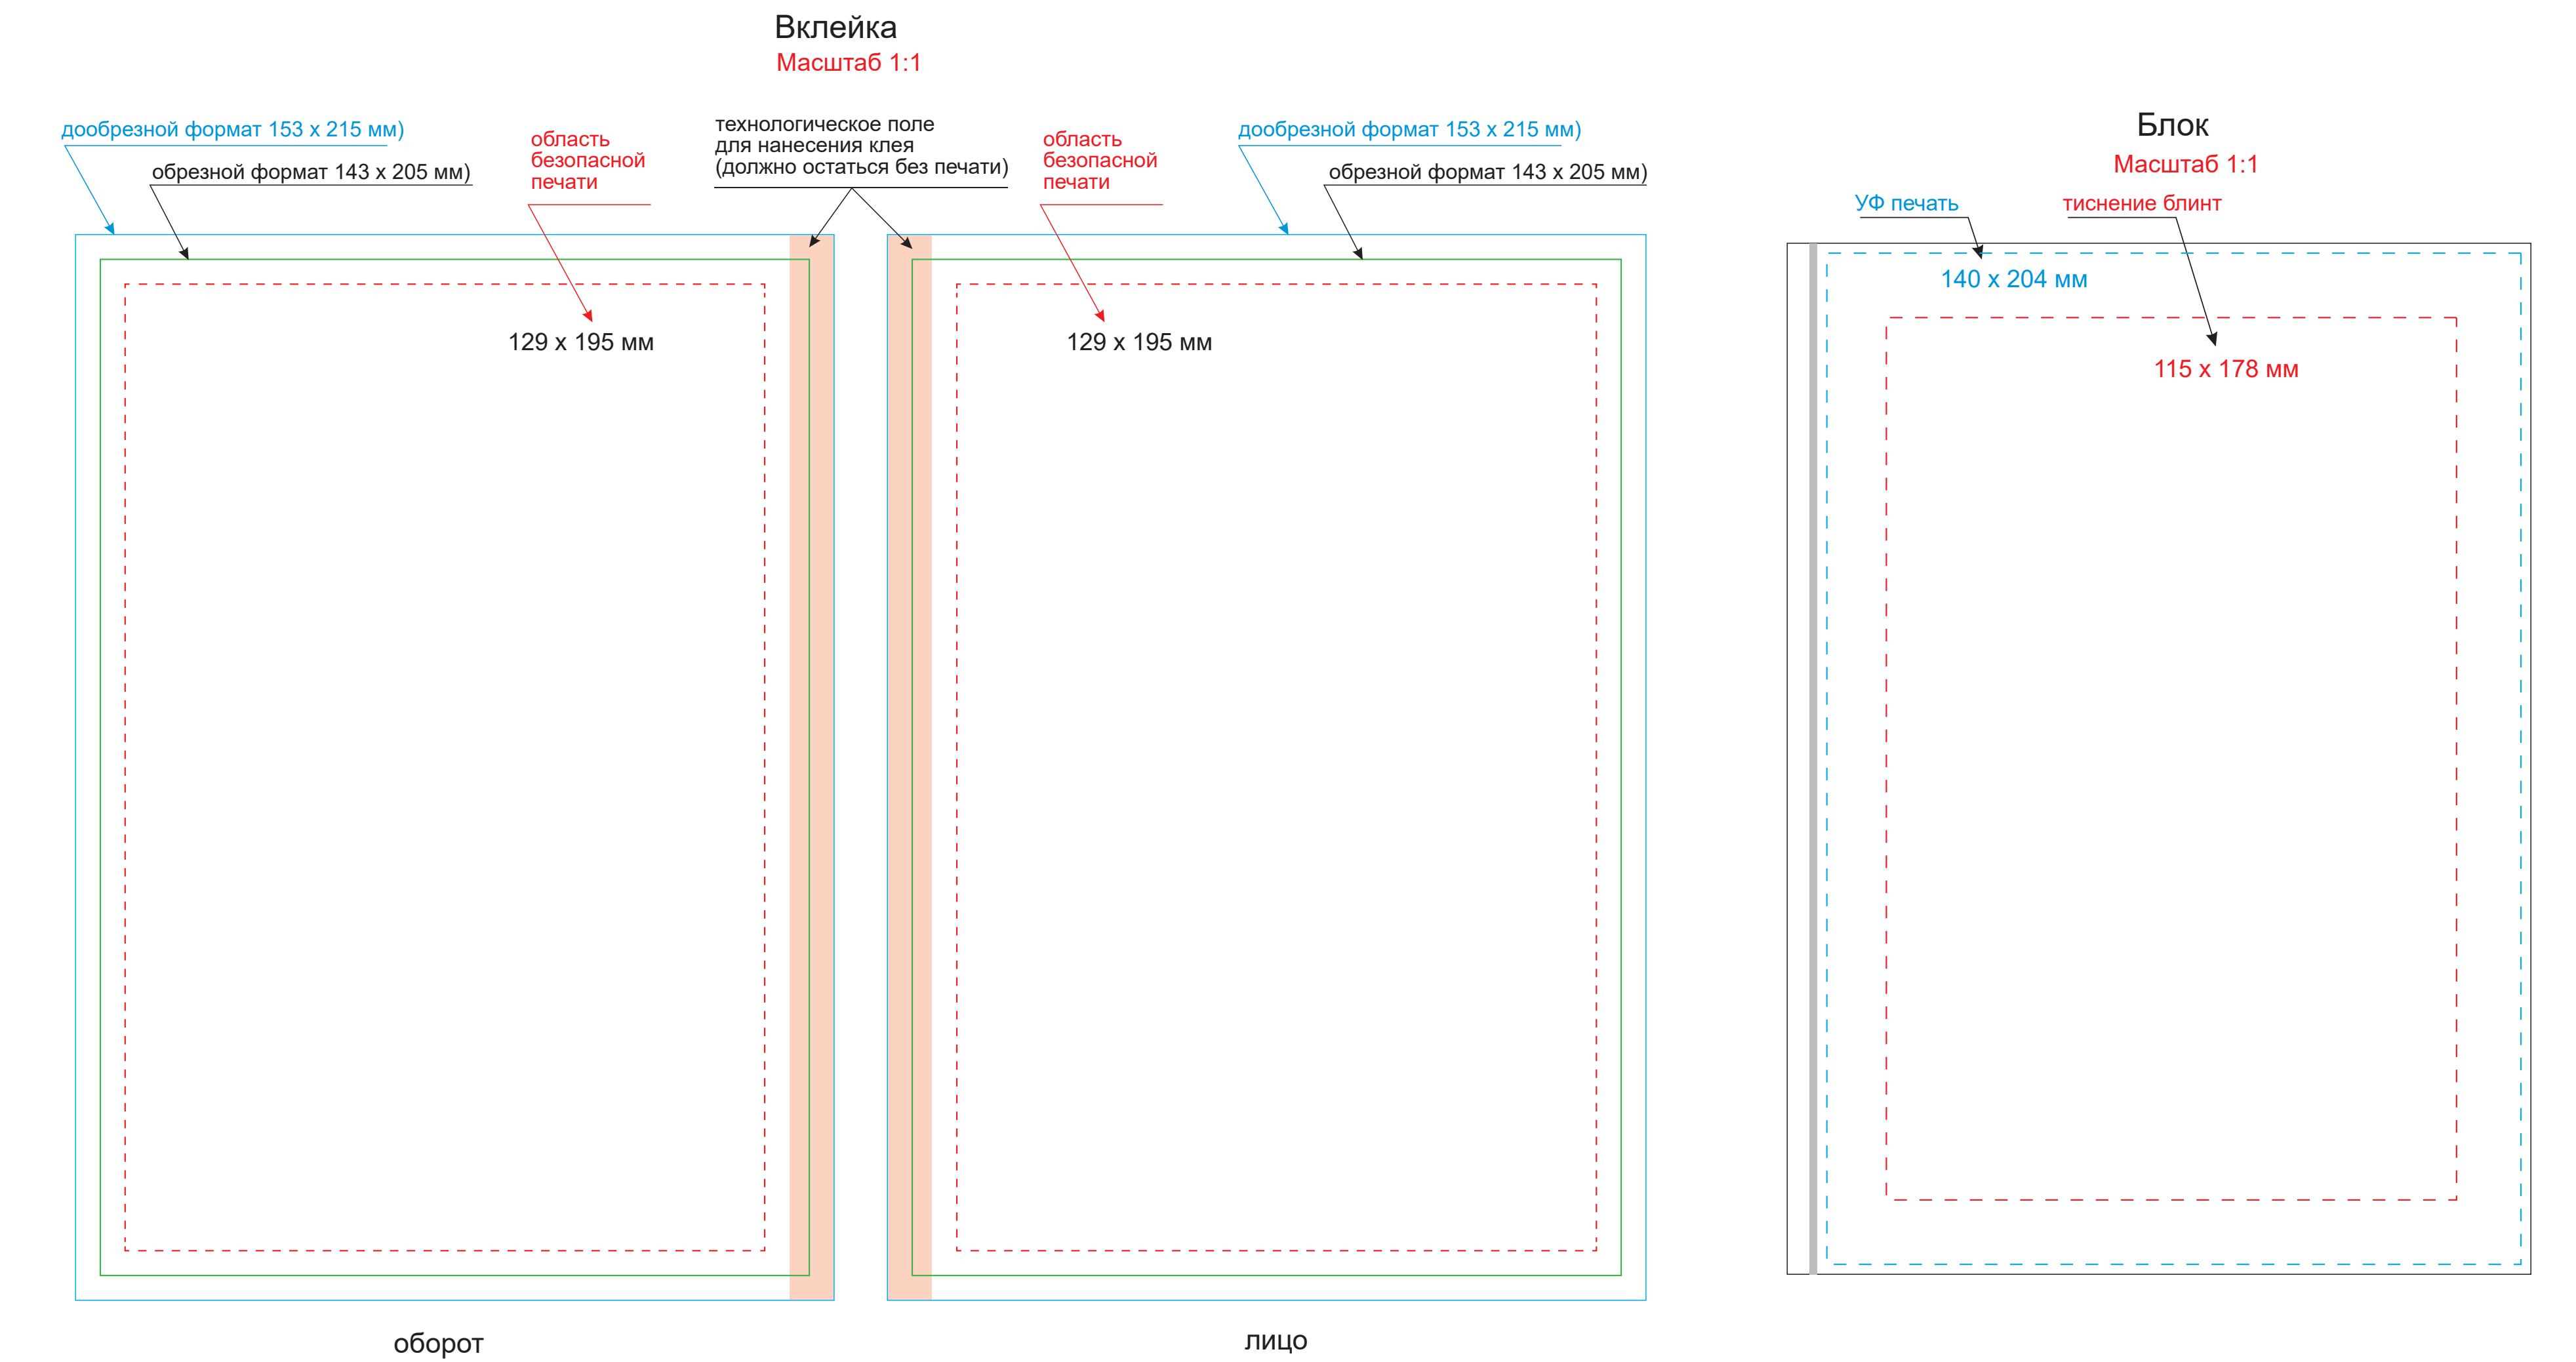 Вклейка
Масштаб 1:1
дообрезной формат 153 х 215 мм)
обрезной формат 143 х 205 мм)
область
безопасной
печати
технологическое поле
для нанесения клея
(должно остаться без печати)
область
безопасной
печати
дообрезной формат 153 х 215 мм)
обрезной формат 143 х 205 мм)
129 х 195 мм
129 х 195 мм
оборот
лицо
Блок
Масштаб 1:1
УФ печать
тиснение блинт
140 х 204 мм
115 х 178 мм